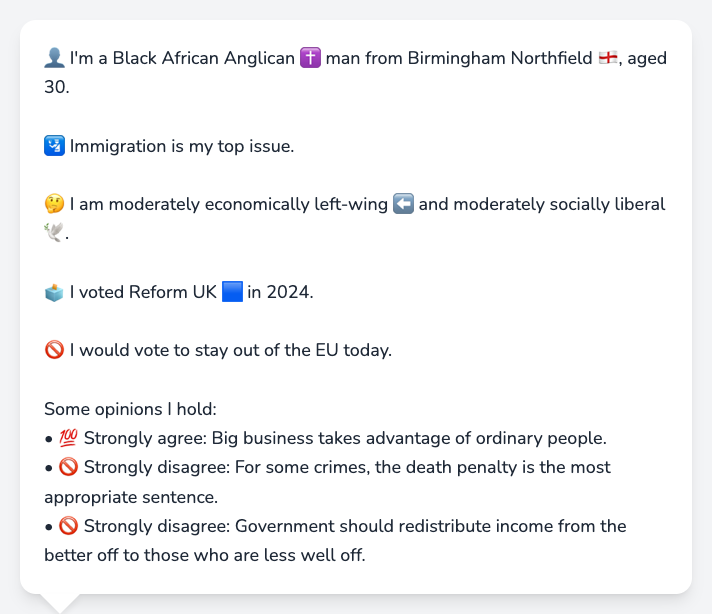 👤 I'm a Black African Anglican ✝️ man from Birmingham Northfield 🏴󠁧󠁢󠁥󠁮󠁧󠁿, aged
30.
🛂 Immigration is my top issue.
🤔 I am moderately economically left-wing ⬅️ and moderately socially liberal
🕊️.
🗳️ I voted Reform UK 🟦 in 2024.
🚫 I would vote to stay out of the EU today.
Some opinions I hold:
• 💯 Strongly agree: Big business takes advantage of ordinary people.
• 🚫 Strongly disagree: For some crimes, the death penalty is the most
appropriate sentence.
• 🚫 Strongly disagree: Government should redistribute income from the
better off to those who are less well off.